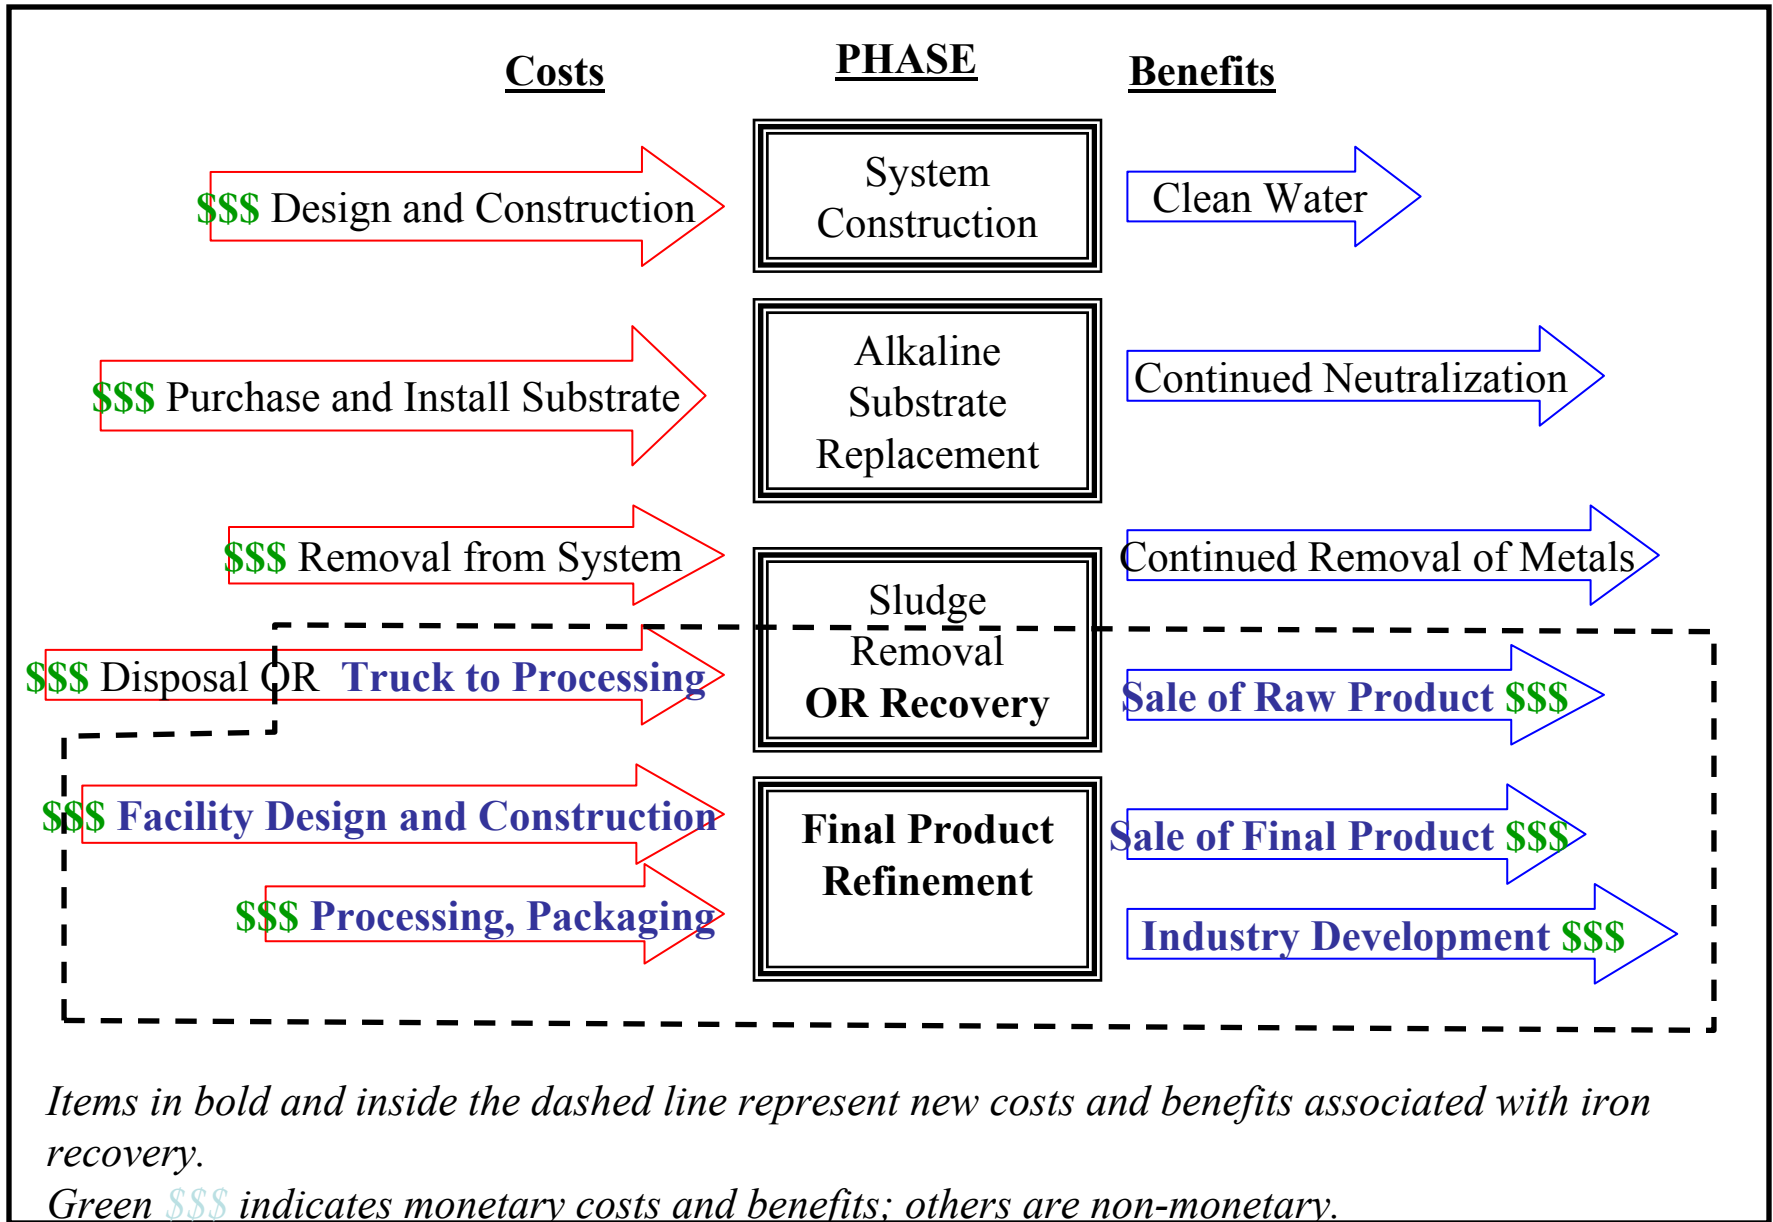 Costs
PHASE
Benefits
$$$ Design and Construction
System
Construction
Clean Water
$$$ Purchase and Install Substrate
Alkaline
Substrate
Replacement
Continued Neutralization
$$$ Removal from System
Continued Removal of Metals
$$$ Disposal OR Truck to Processing
Sludge
Removal
OR Recovery
Sale of Raw Product $$$
$$$ Facility Design and Construction
$$$ Processing, Packaging
Final Product
Refinement
Sale of Final Product $$$
Industry Development $$$
Items in bold and inside the dashed line represent new costs and benefits associated with iron
recovery.
Green $$$ indicates monetary costs and benefits; others are non-monetary.